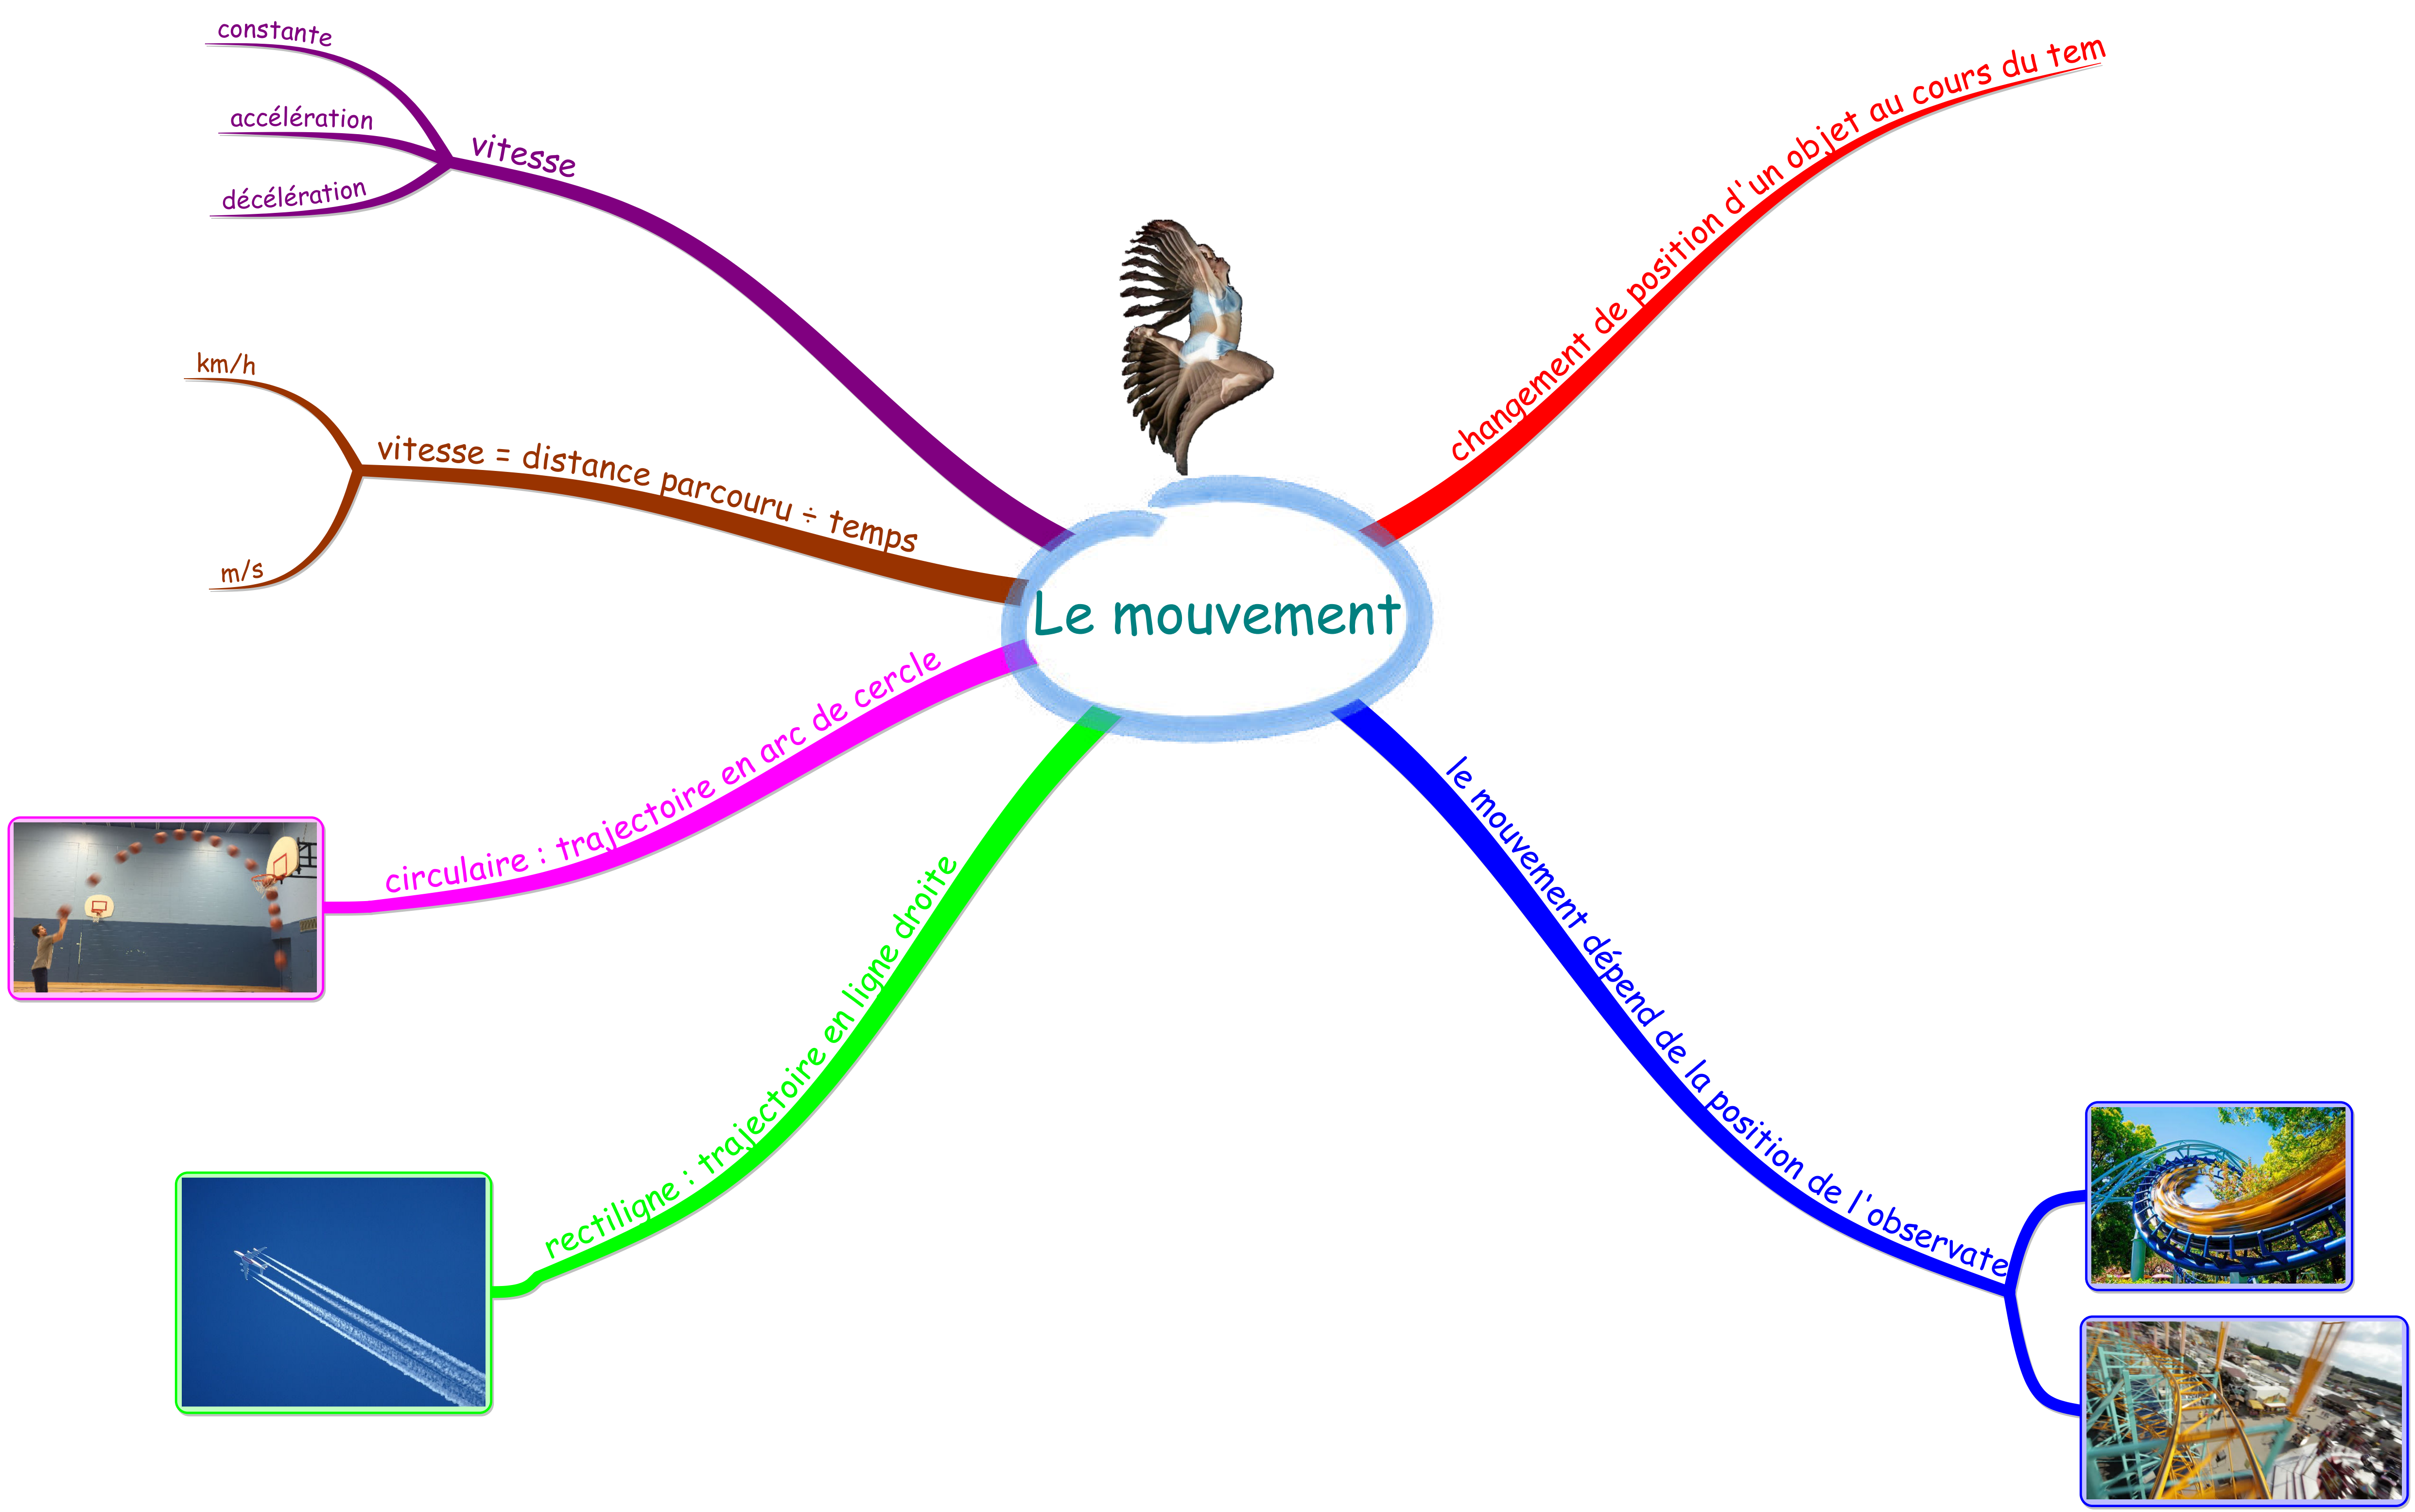 Le mouvement
changement de position d'un objet au cours du tem
le mouvement dépend de la position de l'observate
rectiligne : trajectoire en ligne droite
circulaire : trajectoire en arc de cercle
vitesse = distance parcouru ÷ temps
km/h
m/s
vitesse
constante
accélération
décélération